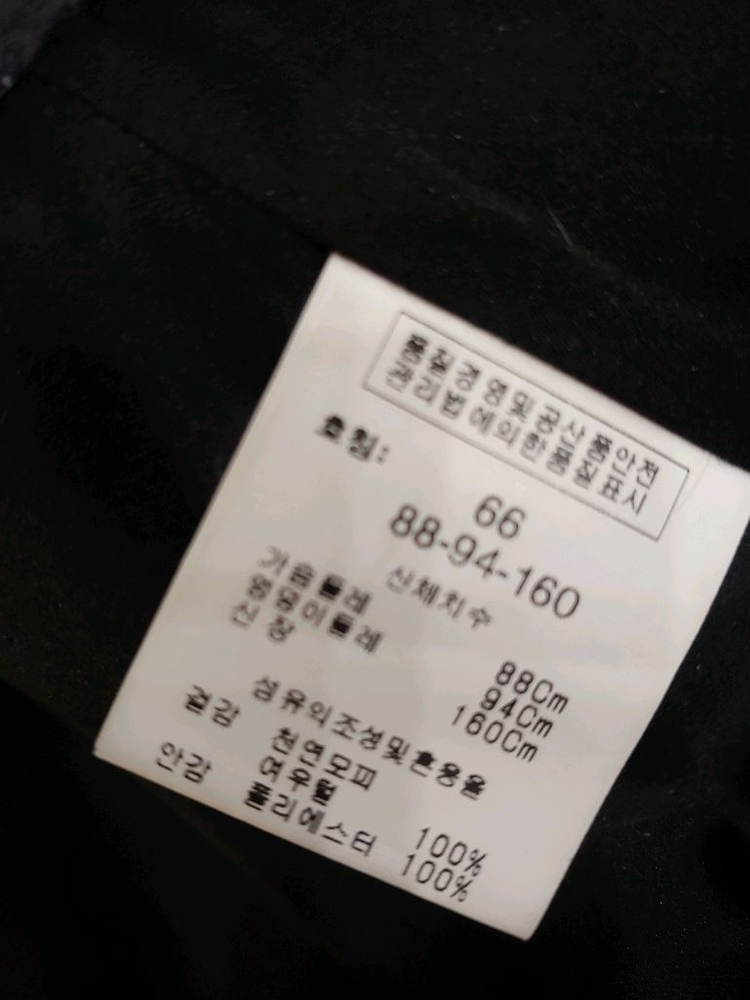 품질경영및공산품안전
관리법에의한품질표시
호칭:
66
88-94-160
신체치수
가슴둘레 88Cm
엉덩이둘레 94Cm
신장 160Cm
섬유의조성및혼용율
겉감 천연모피
여우털 100%
안감 폴리에스터 100%